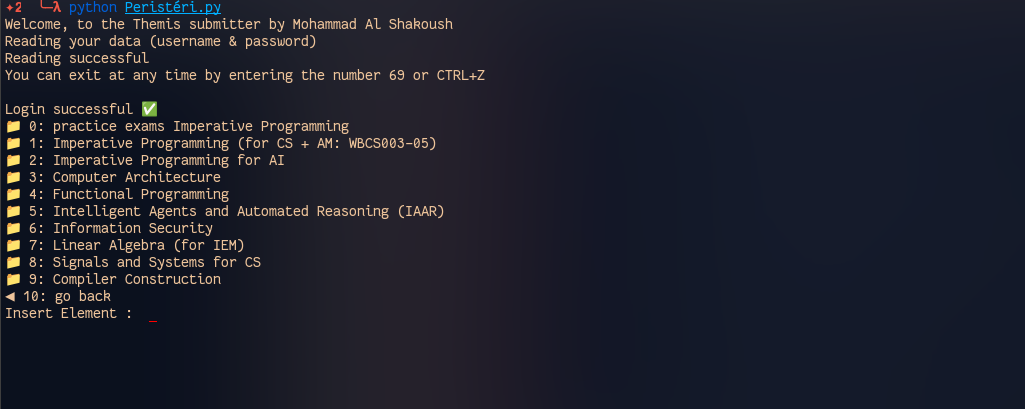 ✦2 ╰─λ python Peristéri.py
Welcome, to the Themis submitter by Mohammad Al Shakoush
Reading your data (username & password)
Reading successful
You can exit at any time by entering the number 69 or CTRL+Z
Login successful ✅
📁 0: practice exams Imperative Programming
📁 1: Imperative Programming (for CS + AM: WBCS003-05)
📁 2: Imperative Programming for AI
📁 3: Computer Architecture
📁 4: Functional Programming
📁 5: Intelligent Agents and Automated Reasoning (IAAR)
📁 6: Information Security
📁 7: Linear Algebra (for IEM)
📁 8: Signals and Systems for CS
📁 9: Compiler Construction
◀ 10: go back
Insert Element : _